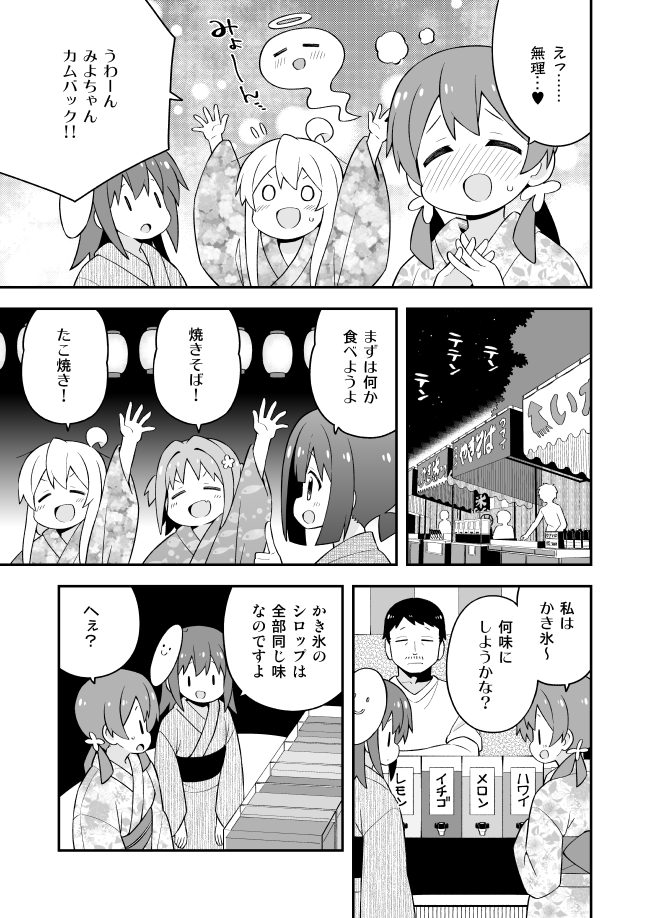 えっ……
無理…♥
みょーん
うわーん
みよちゃん
カムバック!!
テテン
テテン
テン
いか
やきそば
まずは何か
食べようよ
焼きそば!
たこ焼き!
私は
かき氷〜
何味に
しようかな?
ハワイ
メロン
イチゴ
レモン
かき氷の
シロップは
全部同じ味
なのですよ
へぇ?